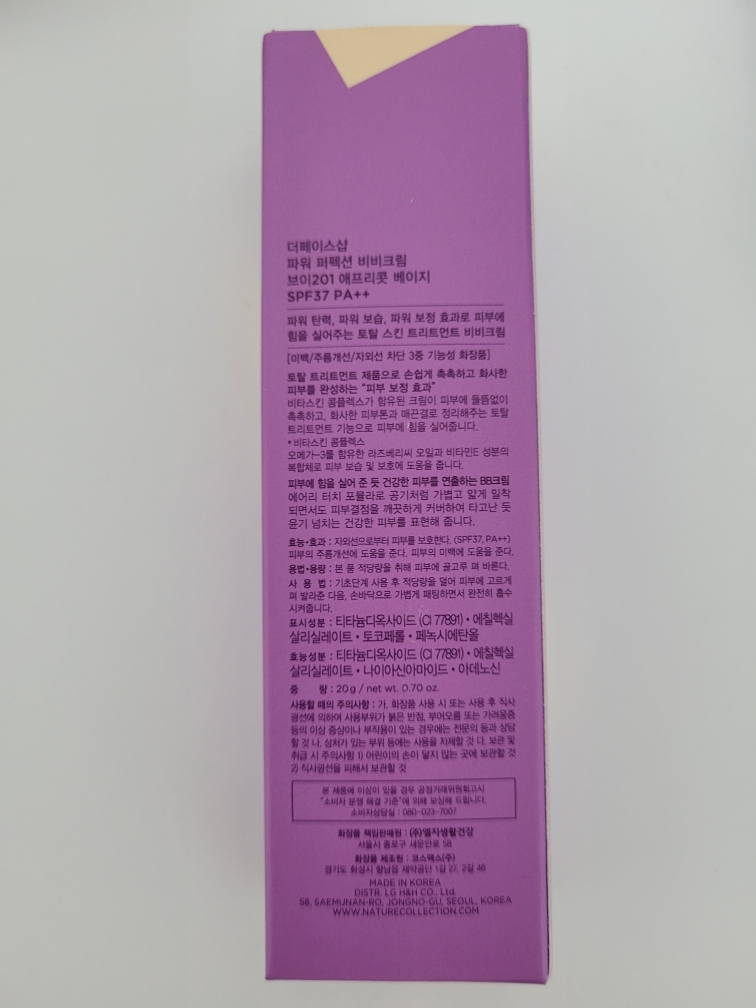 더페이스샵
파워 퍼펙션 비비크림
브이201 애프리콧 베이지
SPF37 PA++
파워 탄력, 파워 보습, 파워 보정 효과로 피부에
힘을 실어주는 토탈 스킨 트리트먼트 비비크림
[미백/주름개선/자외선 차단 3중 기능성 화장품]
토탈 트리트먼트 제품으로 손쉽게 촉촉하고 화사한
피부를 완성하는 "피부 보정 효과"
비타스킨 콤플렉스가 함유된 크림이 피부에 들뜸없이
촉촉하고, 화사한 피부톤과 매끈결로 정리해주는 토탈
트리트먼트 기능으로 피부에 힘을 실어줍니다.
* 비타스킨 콤플렉스
오메가-3를 함유한 라즈베리씨 오일과 비타민E 성분의
복합체로 피부 보습 및 보호에 도움을 줍니다.
피부에 힘을 실어 준 듯 건강한 피부를 연출하는 BB크림
에어리 터치 포뮬라로 공기처럼 가볍고 얇게 밀착
되면서도 피부결점을 깨끗하게 커버하여 타고난 듯
윤기 넘치는 건강한 피부를 표현해 줍니다.
효능•효과 : 자외선으로부터 피부를 보호한다. (SPF37, PA++)
피부의 주름개선에 도움을 준다. 피부의 미백에 도움을 준다.
용법•용량 : 본 품 적당량을 취해 피부에 골고루 펴 바른다.
사 용 법 : 기초단계 사용 후 적당량을 덜어 피부에 고르게
펴 발라준 다음, 손바닥으로 가볍게 패팅하면서 완전히 흡수
시켜줍니다.
표시성분 : 티타늄디옥사이드 (CI 77891) • 에칠헥실
살리실레이트 • 토코페롤 • 페녹시에탄올
효능성분 : 티타늄디옥사이드 (CI 77891) • 에칠헥실
살리실레이트 • 나이아신아마이드 • 아데노신
중 량 : 20g / net wt. 0.70 oz.
사용할 때의 주의사항 : 가. 화장품 사용 시 또는 사용 후 직사
광선에 의하여 사용부위가 붉은 반점, 부어오름 또는 가려움증
등의 이상 증상이나 부작용이 있는 경우에는 전문의 등과 상담
할 것 나. 상처가 있는 부위 등에는 사용을 자제할 것 다. 보관 및
취급 시 주의사항 1) 어린이의 손이 닿지 않는 곳에 보관할 것
2) 직사광선을 피해서 보관할 것
본 제품에 이상이 있을 경우 공정거래위원회고시
"소비자 분쟁 해결 기준"에 의해 보상해 드립니다.
소비자상담실 : 080-023-7007
화장품 책임판매원 : (주)엘지생활건강
서울시 종로구 새문안로 58
화장품 제조원 : 코스맥스(주)
경기도 화성시 향남읍 제약공단 1길 27, 2길 46
MADE IN KOREA
DISTR. LG H&H CO., Ltd.
58, SAEMUNAN-RO, JONGNO-GU, SEOUL, KOREA
WWW.NATURECOLLECTION.COM